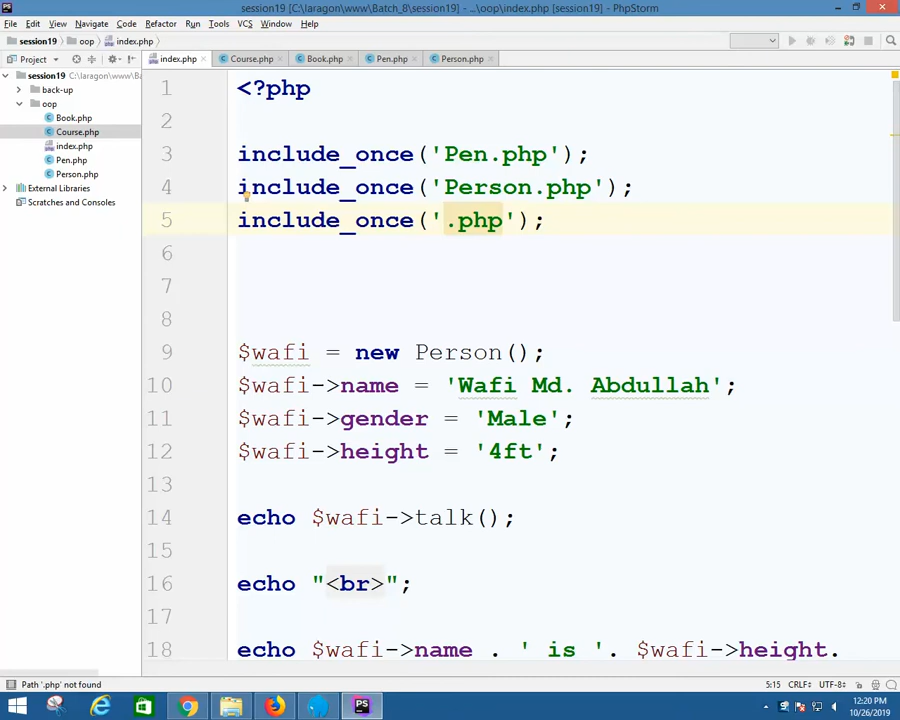 session19 [C:\laragon\www\Batch_8\session19] - ...\oop\index.php [session19] - PhpStorm
File Edit View Navigate Code Refactor Run Tools VCS Window Help
session19 oop index.php
Project index.php Course.php Book.php Pen.php Person.php
session19 C:\laragon\www\Ba
back-up
oop
Book.php
Course.php
index.php
Pen.php
Person.php
External Libraries
Scratches and Consoles
1 <?php
2
3 include_once('Pen.php');
4 include_once('Person.php');
5 include_once('.php');
6
7
8
9 $wafi = new Person();
10 $wafi->name = 'Wafi Md. Abdullah';
11 $wafi->gender = 'Male';
12 $wafi->height = '4ft';
13
14 echo $wafi->talk();
15
16 echo "<br>";
17
18 echo $wafi->name . ' is '. $wafi->height.
Path '.php' not found
5:15 CRLF÷ UTF-8÷
PS
12:20 PM
10/26/2019